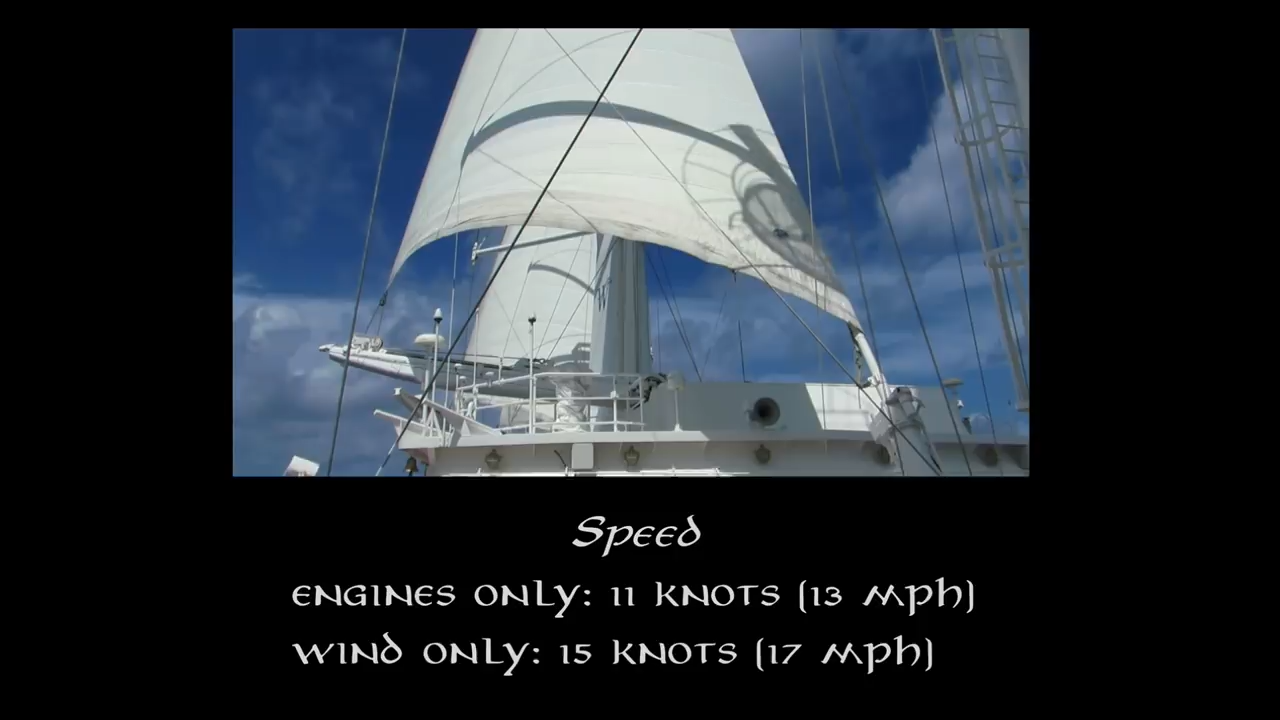 Speed
Engines only: 11 knots (13 mph)
Wind only: 15 knots (17 mph)